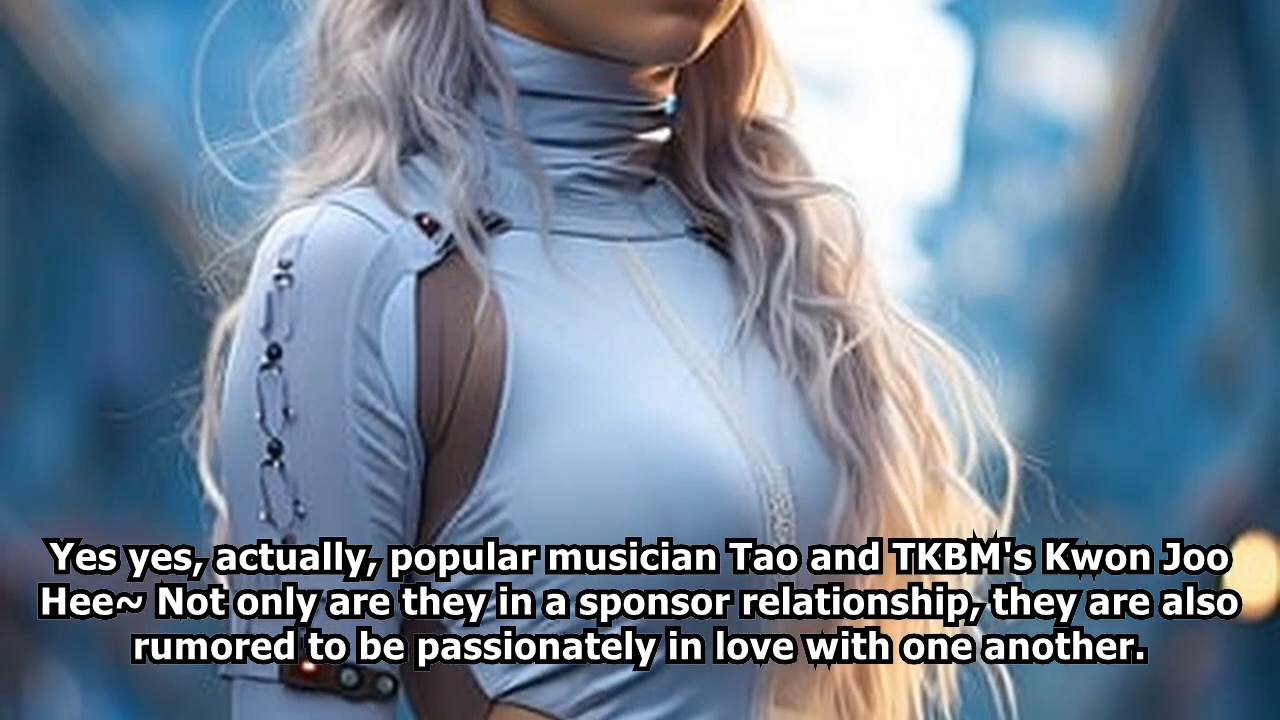 Yes yes, actually, popular musician Tao and TKBM's Kwon Joo
Hee~ Not only are they in a sponsor relationship, they are also
rumored to be passionately in love with one another.